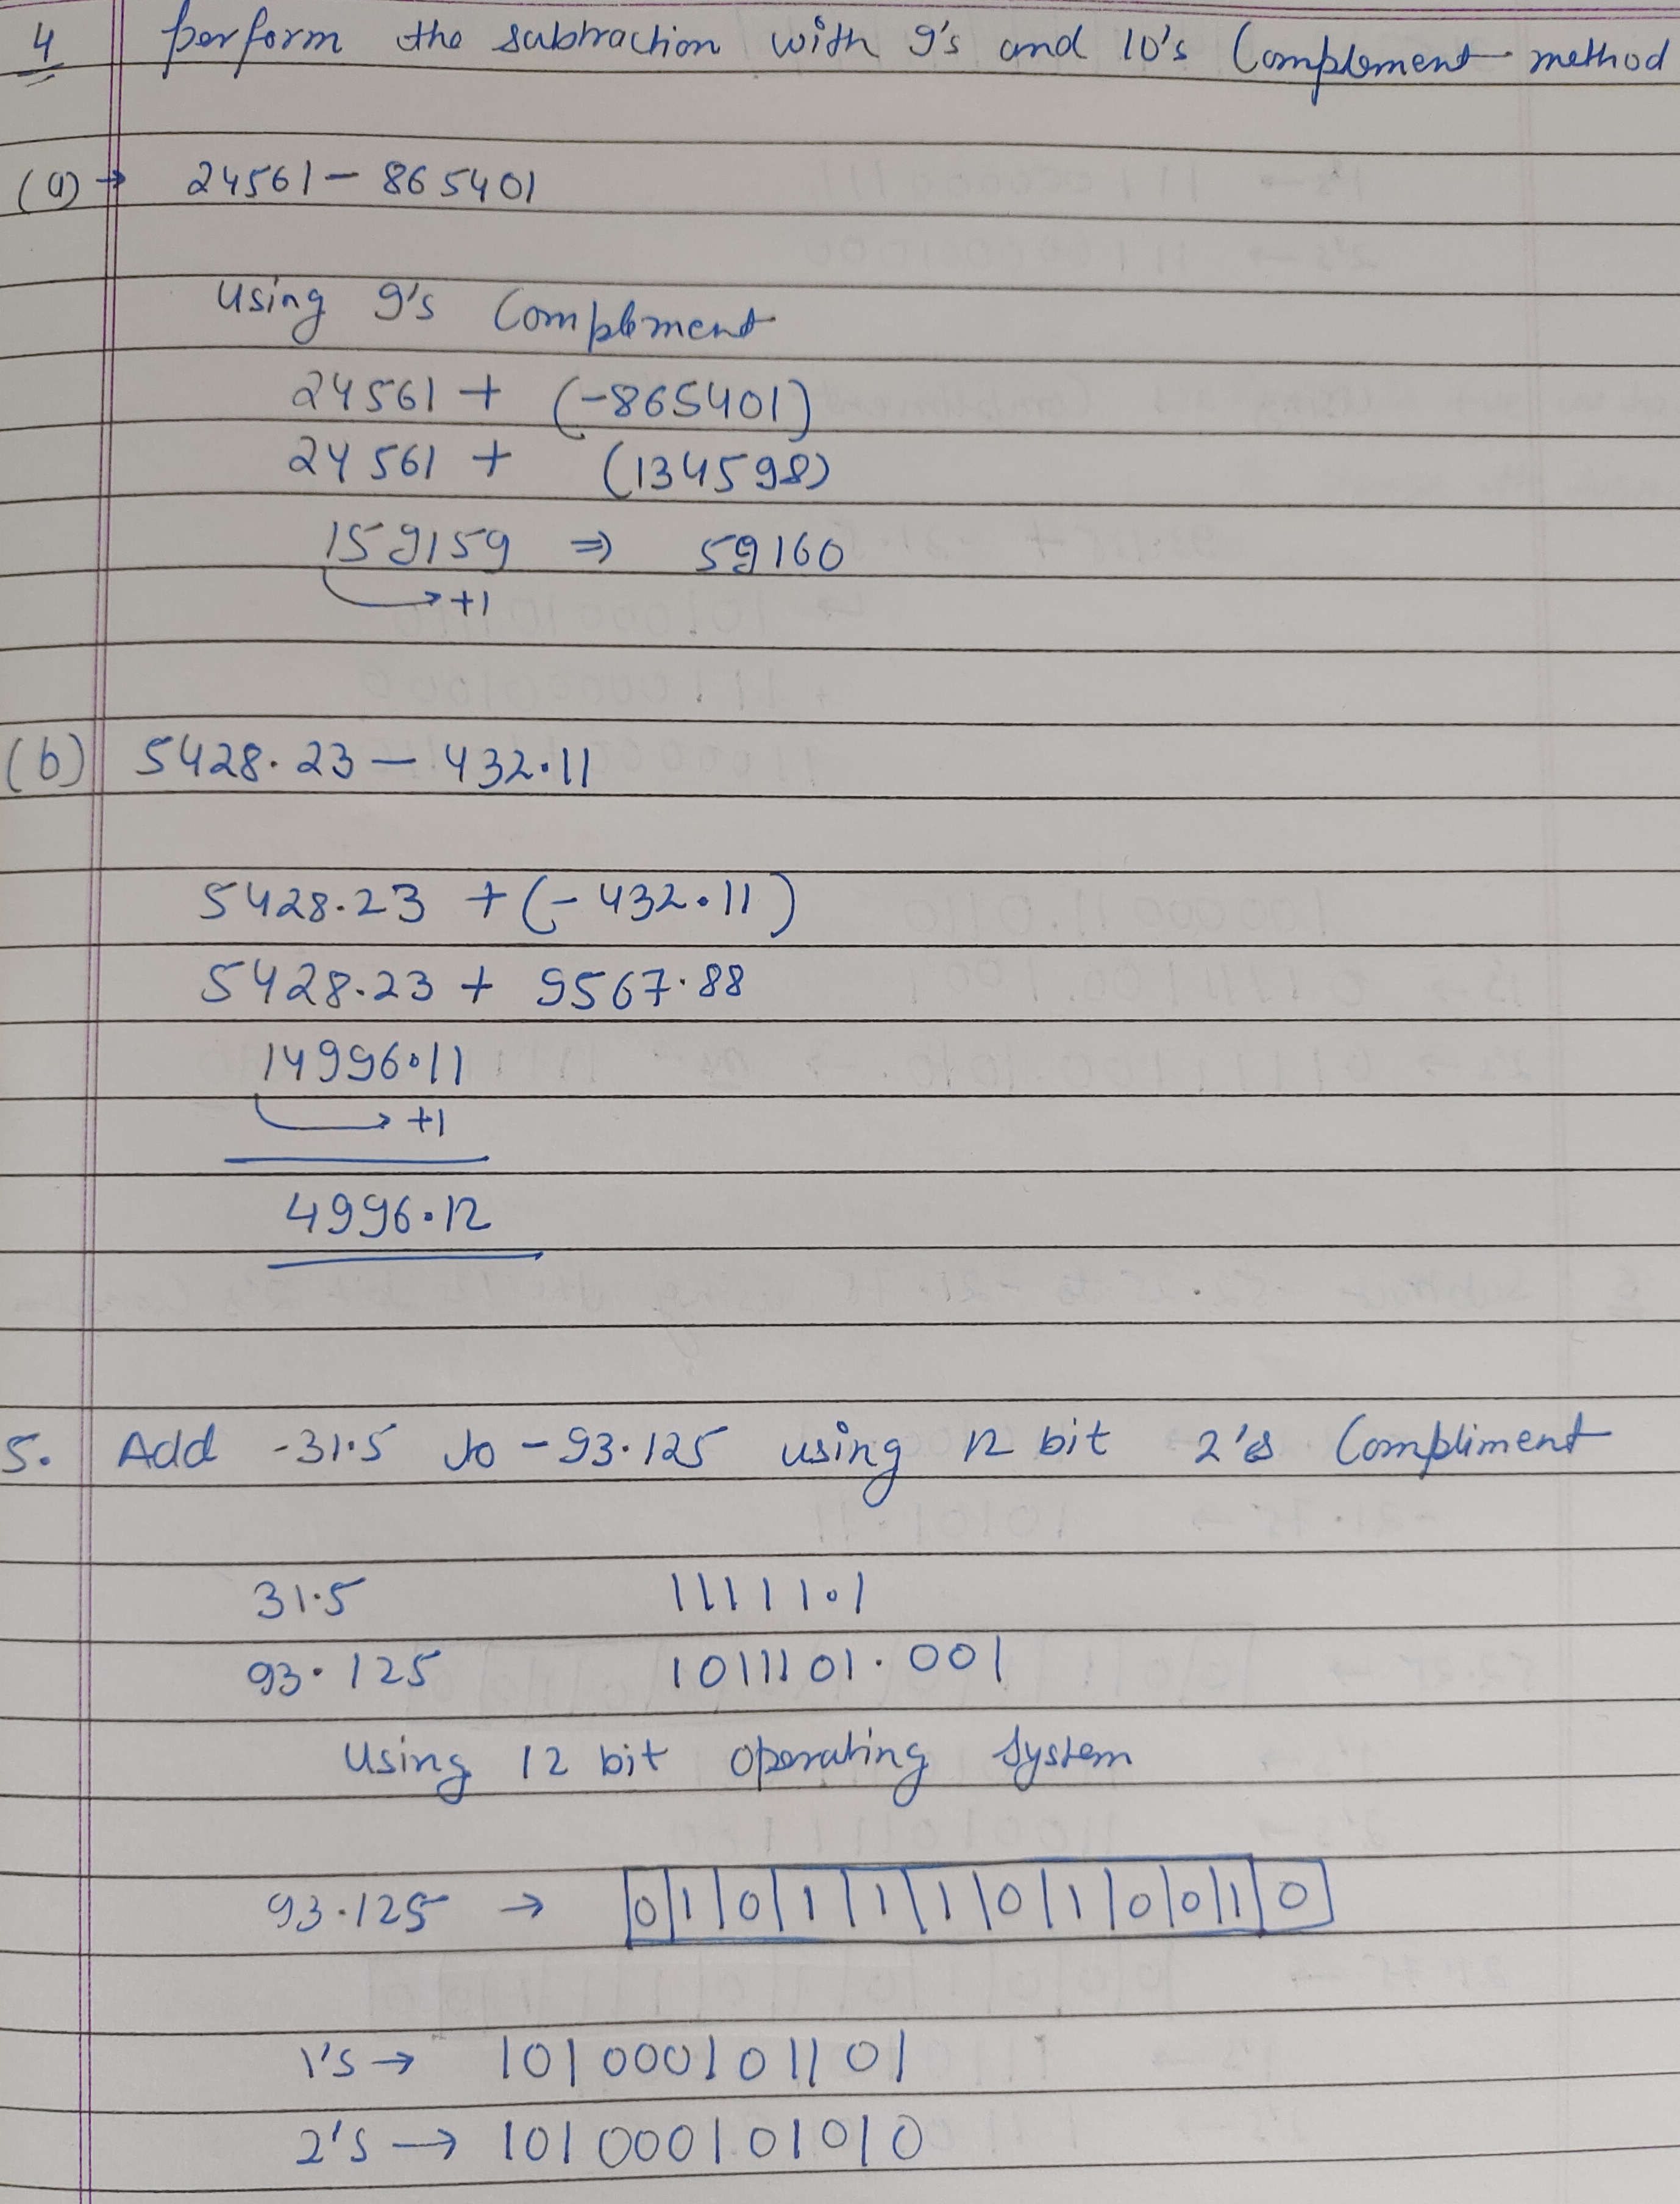 4 perform the subtraction with 9's and 10's Complement method
(a) → 24561 – 865401
Using 9's Complement
24561 + (-865401)
24561 + (134598)
159159 ⇒ 59160
→ +1
(b) 5428.23 – 432.11
5428.23 + (- 432.11)
5428.23 + 9567.88
14996.11
→ +1
4996.12
5. Add -31.5 to -93.125 using 12 bit 2's Compliment
31.5 11111.1
93.125 1011101.001
Using 12 bit operating system
93.125 → 0 1 0 1 1 1 0 1 0 0 1 0
1's → 101000101101
2's → 101000101010